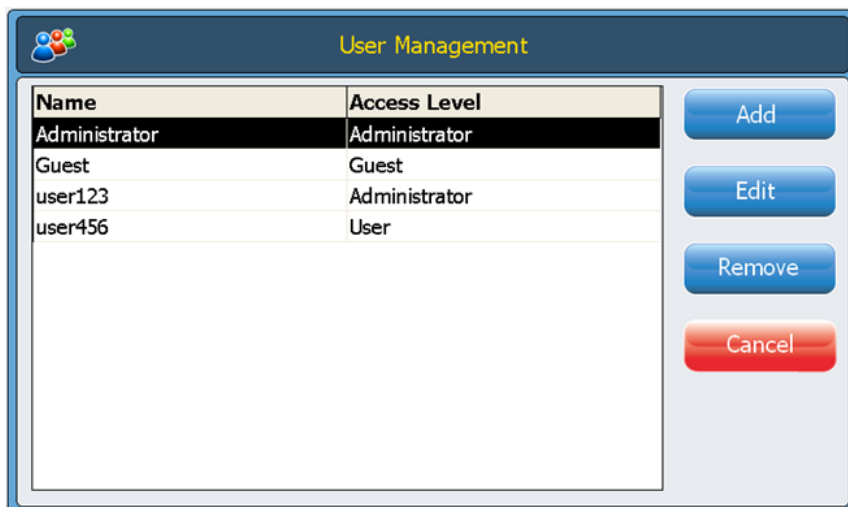 User Management
Name Access Level
Administrator Administrator
Guest Guest
user123 Administrator
user456 User
Add
Edit
Remove
Cancel